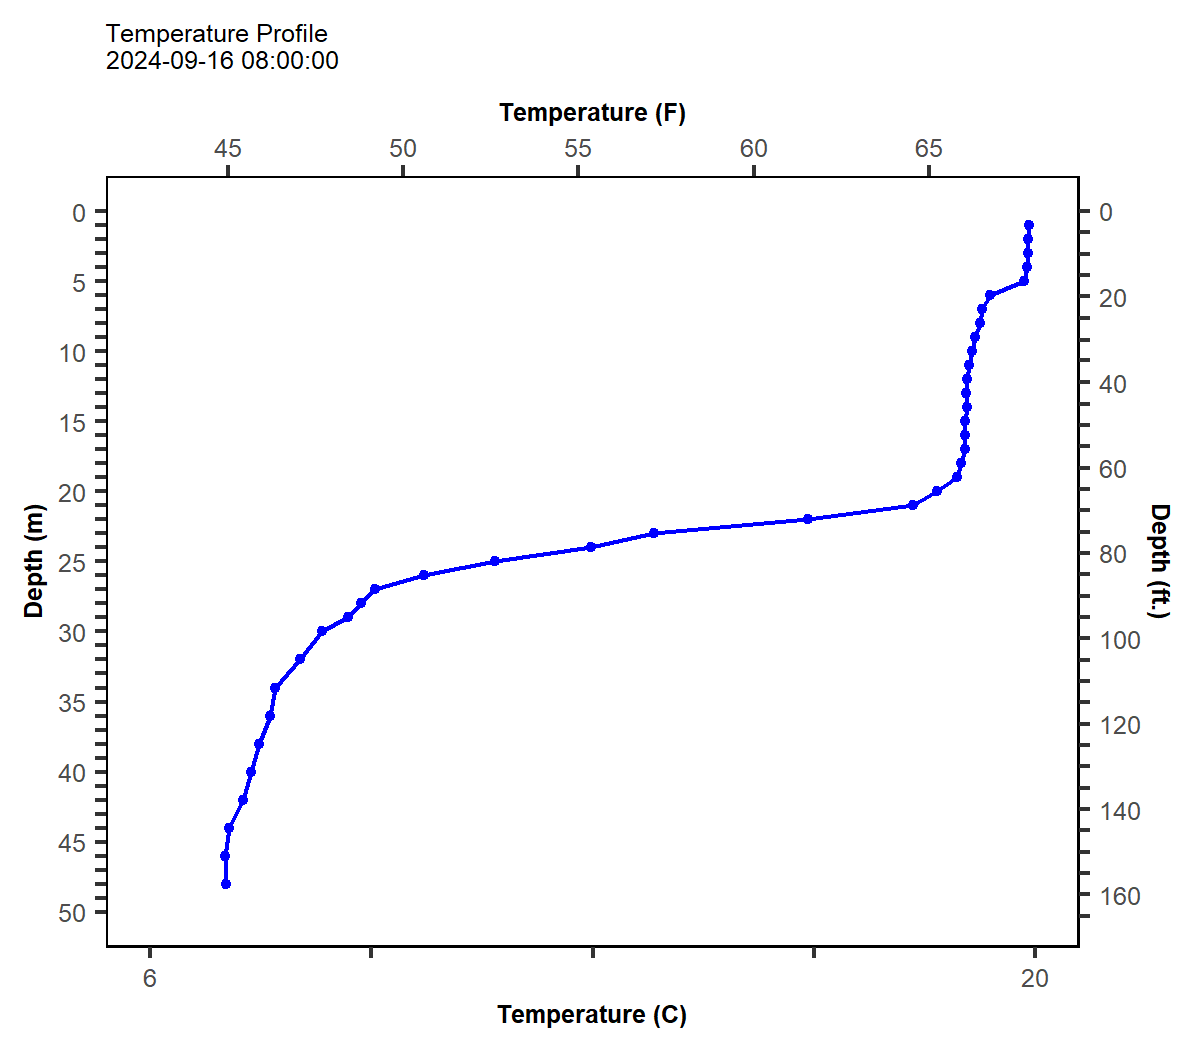 Temperature Profile
2024-09-16 08:00:00
Temperature (F)
45 50 55 60 65
0 0
5 20
10 40
15 60
20 80
25 100
30 120
35 140
40 160
45
50
Depth (m)
Depth (ft.)
6 20
Temperature (C)